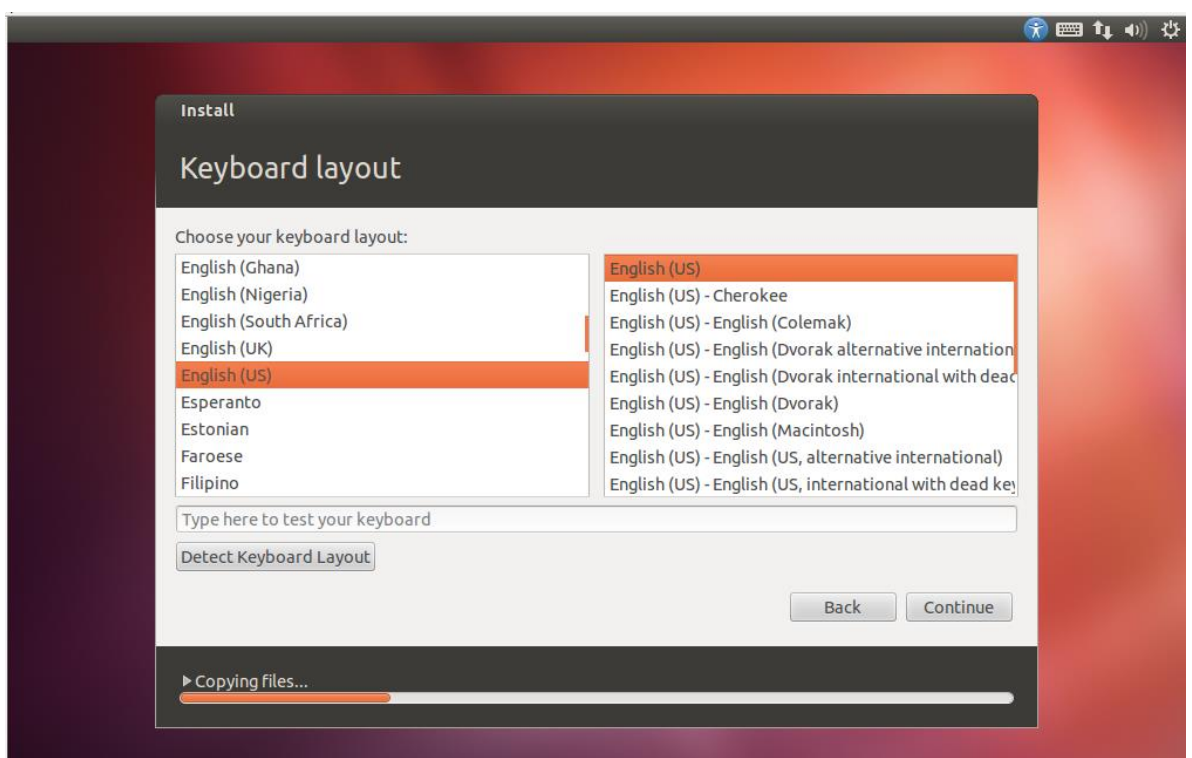 Install
Keyboard layout
Choose your keyboard layout:
English (Ghana)
English (Nigeria)
English (South Africa)
English (UK)
English (US)
Esperanto
Estonian
Faroese
Filipino
English (US)
English (US) - Cherokee
English (US) - English (Colemak)
English (US) - English (Dvorak alternative internation
English (US) - English (Dvorak international with dead
English (US) - English (Dvorak)
English (US) - English (Macintosh)
English (US) - English (US, alternative international)
English (US) - English (US, international with dead key
Type here to test your keyboard
Detect Keyboard Layout
Back
Continue
Copying files...